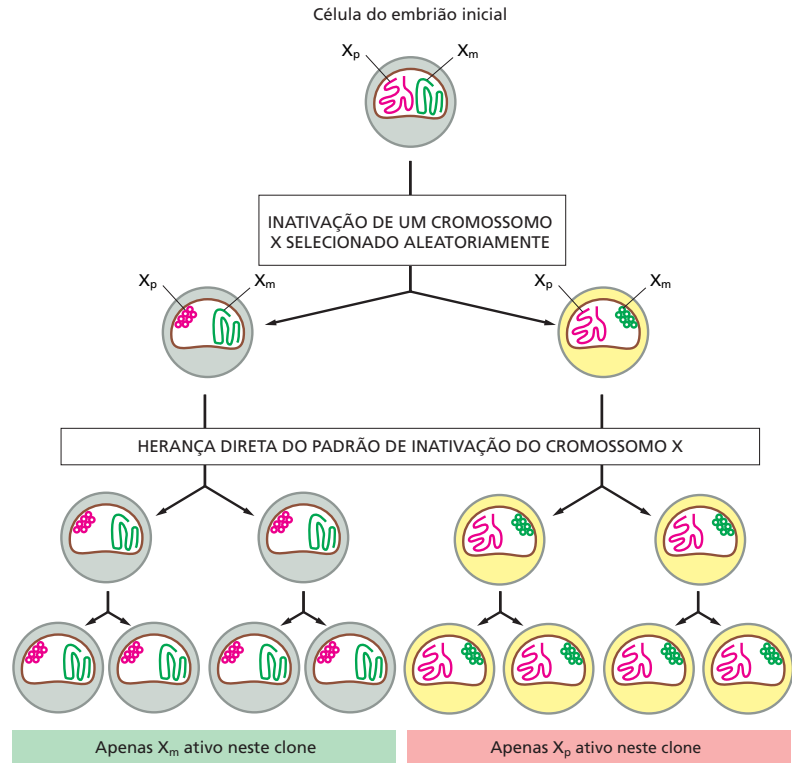 Célula do embrião inicial
Xp Xm
INATIVAÇÃO DE UM CROMOSSOMO
X SELECIONADO ALEATORIAMENTE
Xp Xm
Xp Xm
HERANÇA DIRETA DO PADRÃO DE INATIVAÇÃO DO CROMOSSOMO X
Apenas Xm ativo neste clone
Apenas Xp ativo neste clone